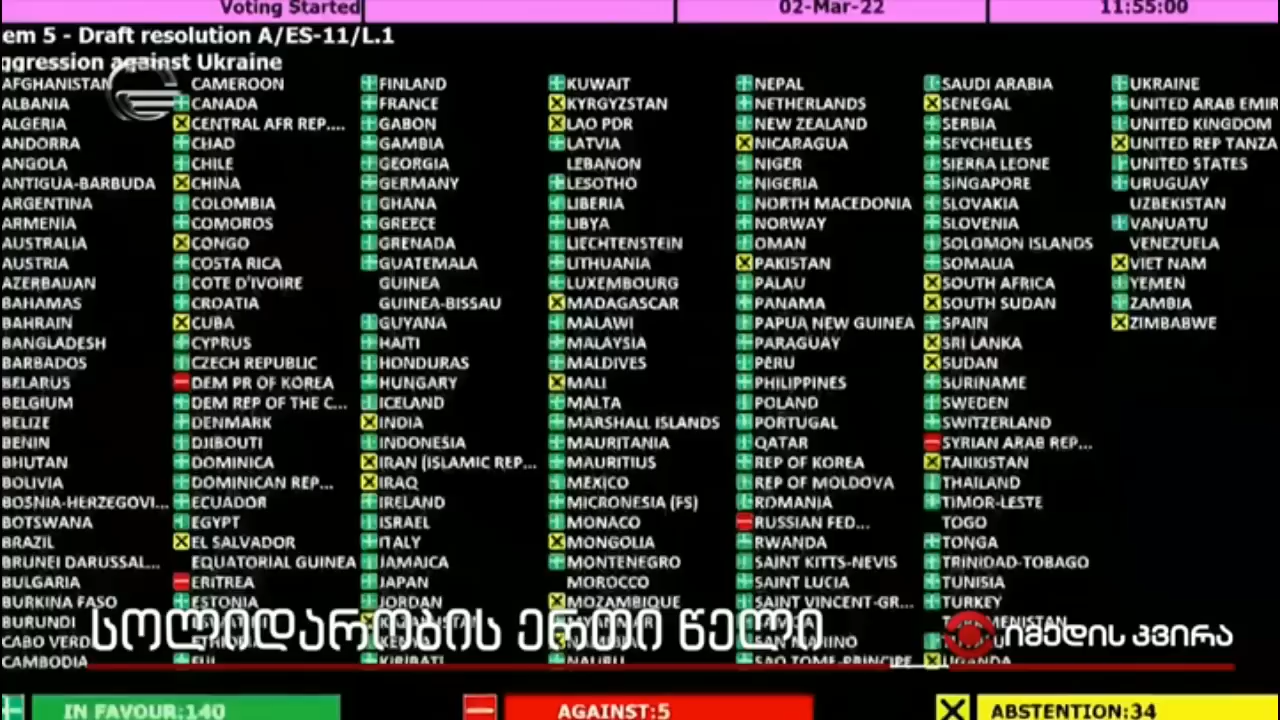 Voting Started 02-Mar-22 11:55:00
em 5 - Draft resolution A/ES-11/L.1
ggression against Ukraine
AFGHANISTAN CAMEROON FINLAND KUWAIT NEPAL SAUDI ARABIA UKRAINE
ALBANIA CANADA FRANCE KYRGYZSTAN NETHERLANDS SENEGAL UNITED ARAB EMIR
ALGERIA CENTRAL AFR REP.... GABON LAO PDR NEW ZEALAND SERBIA UNITED KINGDOM
ANDORRA CHAD GAMBIA LATVIA NICARAGUA SEYCHELLES UNITED REP TANZA
ANGOLA CHILE GEORGIA LEBANON NIGER SIERRA LEONE UNITED STATES
ANTIGUA-BARBUDA CHINA GERMANY LESOTHO NIGERIA SINGAPORE URUGUAY
ARGENTINA COLOMBIA GHANA LIBERIA NORTH MACEDONIA SLOVAKIA UZBEKISTAN
ARMENIA COMOROS GREECE LIBYA NORWAY SLOVENIA VANUATU
AUSTRALIA CONGO GRENADA LIECHTENSTEIN OMAN SOLOMON ISLANDS VENEZUELA
AUSTRIA COSTA RICA GUATEMALA LITHUANIA PAKISTAN SOMALIA VIET NAM
AZERBAIJAN COTE D'IVOIRE GUINEA LUXEMBOURG PALAU SOUTH AFRICA YEMEN
BAHAMAS CROATIA GUINEA-BISSAU MADAGASCAR PANAMA SOUTH SUDAN ZAMBIA
BAHRAIN CUBA GUYANA MALAWI PAPUA NEW GUINEA SPAIN ZIMBABWE
BANGLADESH CYPRUS HAITI MALAYSIA PARAGUAY SRI LANKA
BARBADOS CZECH REPUBLIC HONDURAS MALDIVES PERU SUDAN
BELARUS DEM PR OF KOREA HUNGARY MALI PHILIPPINES SURINAME
BELGIUM DEM REP OF THE C... ICELAND MALTA POLAND SWEDEN
BELIZE DENMARK INDIA MARSHALL ISLANDS PORTUGAL SWITZERLAND
BENIN DJIBOUTI INDONESIA MAURITANIA QATAR SYRIAN ARAB REP...
BHUTAN DOMINICA IRAN (ISLAMIC REP... MAURITIUS REP OF KOREA TAJIKISTAN
BOLIVIA DOMINICAN REP... IRAQ MEXICO REP OF MOLDOVA THAILAND
BOSNIA-HERZEGOVI... ECUADOR IRELAND MICRONESIA (FS) ROMANIA TIMOR-LESTE
BOTSWANA EGYPT ISRAEL MONACO RUSSIAN FED... TOGO
BRAZIL EL SALVADOR ITALY MONGOLIA RWANDA TONGA
BRUNEI DARUSSAL... EQUATORIAL GUINEA JAMAICA MONTENEGRO SAINT KITTS-NEVIS TRINIDAD-TOBAGO
BULGARIA ERITREA JAPAN MOROCCO SAINT LUCIA TUNISIA
BURKINA FASO ESTONIA JORDAN MOZAMBIQUE SAINT VINCENT-GR... TURKEY
BURUNDI
CABO VERD
CAMBODIA FIJI KIRIBATI NAURU SAO TOME-PRINCIPE UGANDA
სოლიდარობის ერთი წელი
იმედის კვირა
IN FAVOUR:140 AGAINST:5 ABSTENTION:34